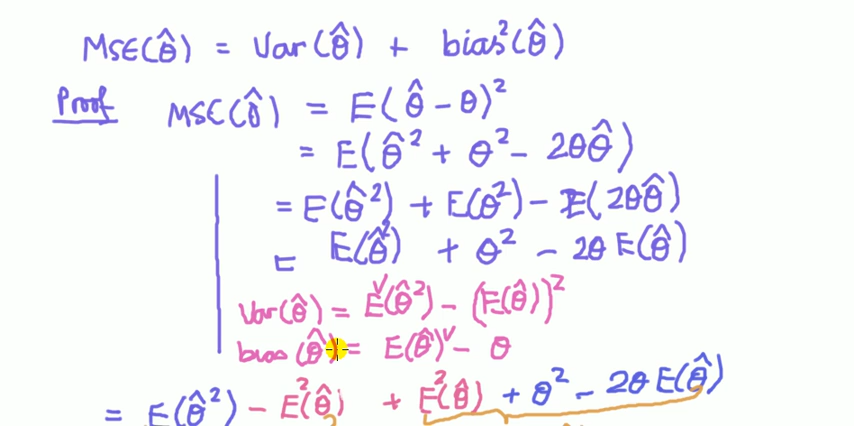 MSE(θ̂) = Var(θ̂) + bias²(θ̂)
Proof MSE(θ̂) = E(θ̂ - θ)²
= E(θ̂² + θ² - 2θθ̂)
= E(θ̂²) + E(θ²) - E(2θθ̂)
= E(θ̂²) + θ² - 2θ E(θ̂)
Var(θ̂) = E(θ̂²) - (E(θ̂))²
bias(θ̂) = E(θ̂) - θ
= E(θ̂²) - E²(θ̂) + E²(θ̂) + θ² - 2θ E(θ̂)